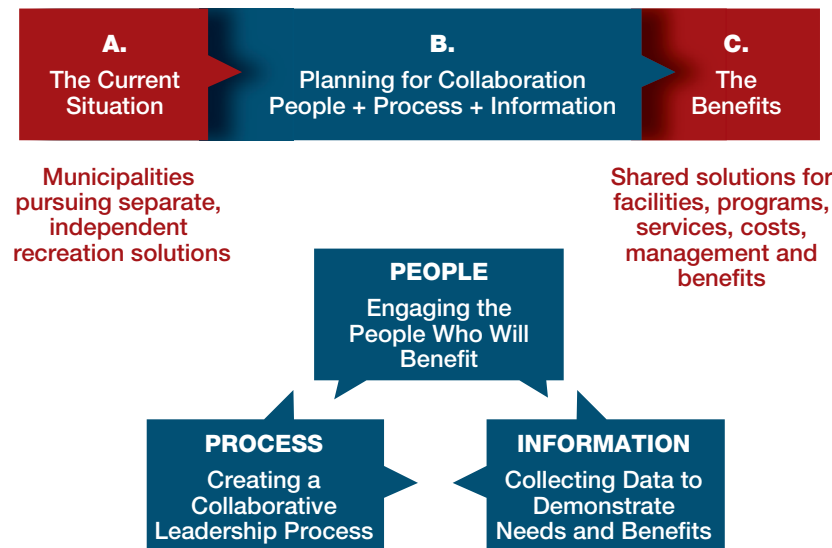 A.
The Current
Situation
B.
Planning for Collaboration
People + Process + Information
C.
The
Benefits
Municipalities
pursuing separate,
independent
recreation solutions
Shared solutions for
facilities, programs,
services, costs,
management and
benefits
PEOPLE
Engaging the
People Who Will
Benefit
PROCESS
Creating a
Collaborative
Leadership Process
INFORMATION
Collecting Data to
Demonstrate
Needs and Benefits